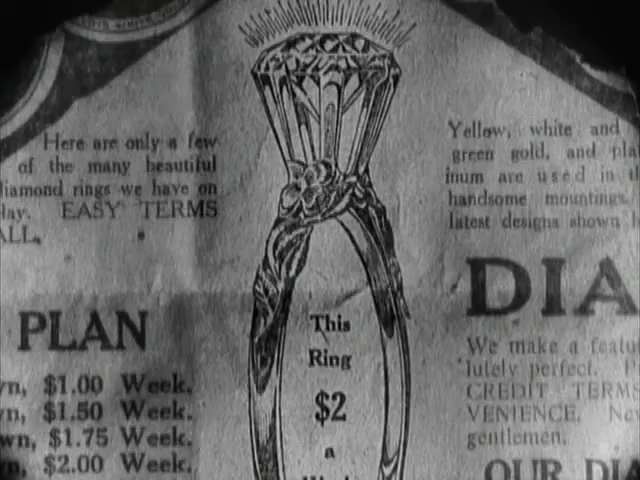 Here are only a few
of the many beautiful
diamond rings we have on
EASY TERMS
PLAN
$1.00 Week.
$1.50 Week.
$1.75 Week.
$2.00 Week.
This
Ring
$2
a
Yellow, white and
green gold, and
inum are used in
handsome mountings.
latest designs shown
DIA
We make a
lutely perfect.
CREDIT TERMS
VENIENCE.
gentlemen.
OUR DIA